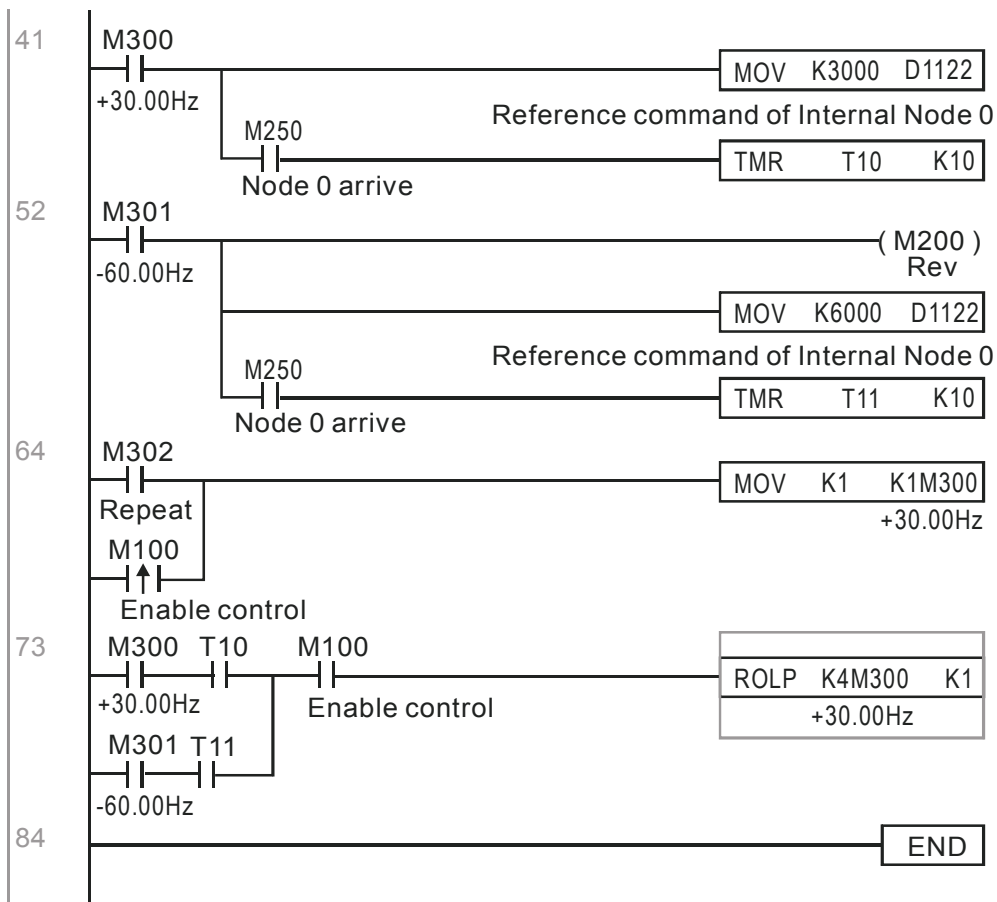 41
M300
MOV K3000 D1122
+30.00Hz
Reference command of Internal Node 0
M250
TMR T10 K10
Node 0 arrive
52
M301
( M200 )
-60.00Hz
Rev
MOV K6000 D1122
Reference command of Internal Node 0
M250
TMR T11 K10
Node 0 arrive
64
M302
MOV K1 K1M300
Repeat
+30.00Hz
M100
Enable control
73
M300 T10 M100
ROLP K4M300 K1
+30.00Hz
Enable control
+30.00Hz
M301 T11
-60.00Hz
84
END